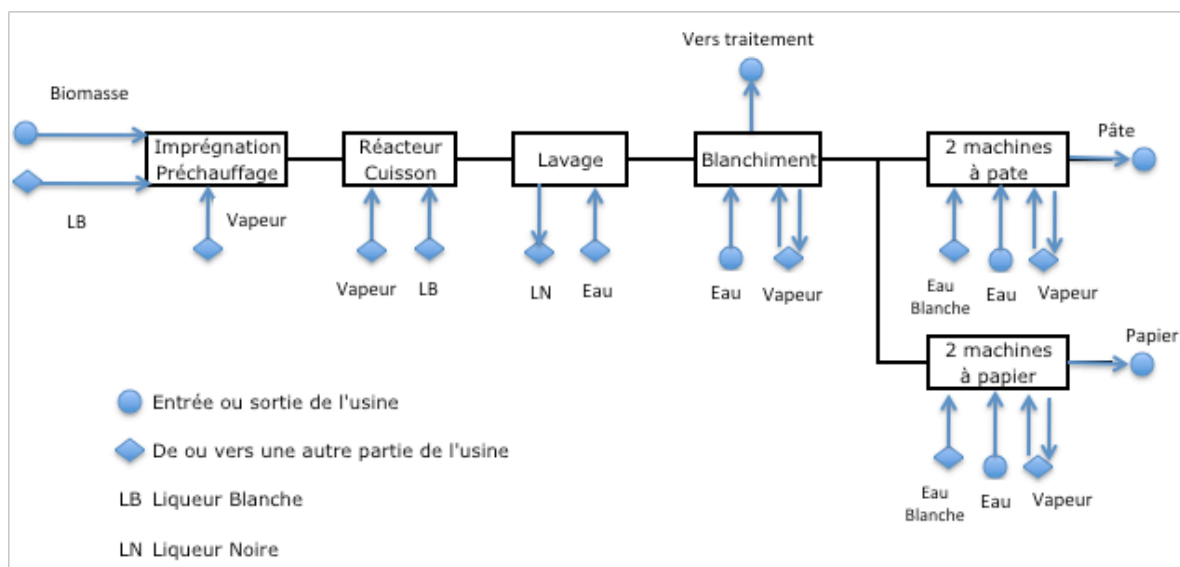 Vers traitement
Biomasse
Imprégnation
Préchauffage
Réacteur
Cuisson
Lavage
Blanchiment
2 machines
à pate
Pâte
LB
Vapeur
Vapeur
LB
LN
Eau
Eau
Vapeur
Eau
Blanche
Eau
Vapeur
2 machines
à papier
Papier
Eau
Blanche
Eau
Vapeur
Entrée ou sortie de l'usine
De ou vers une autre partie de l'usine
LB Liqueur Blanche
LN Liqueur Noire